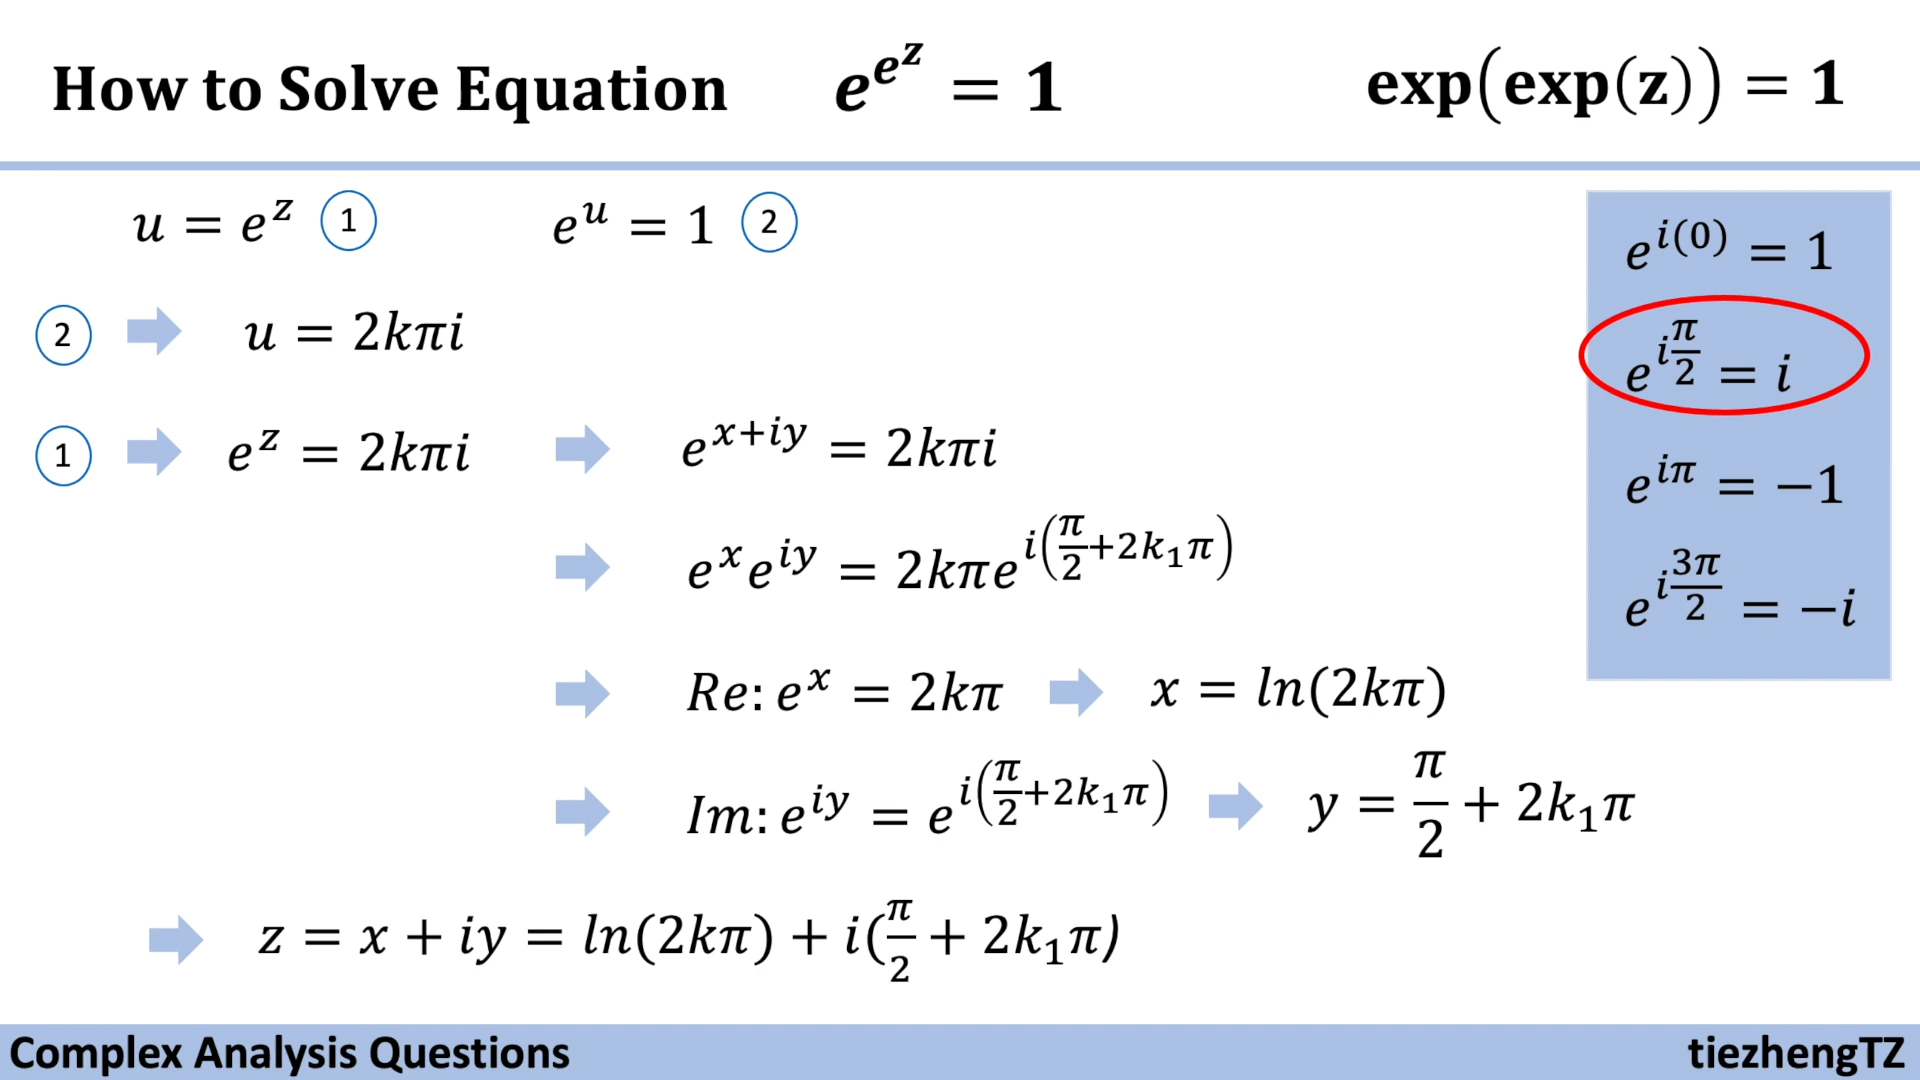 How to Solve Equation e^{e^z} = 1 exp(exp(z)) = 1
u = e^z ① e^u = 1 ②
② ⇒ u = 2kπi
① ⇒ e^z = 2kπi ⇒ e^{x+iy} = 2kπi
⇒ e^x e^{iy} = 2kπe^{i(π/2+2k₁π)}
⇒ Re: e^x = 2kπ ⇒ x = ln(2kπ)
⇒ Im: e^{iy} = e^{i(π/2+2k₁π)} ⇒ y = π/2 + 2k₁π
⇒ z = x + iy = ln(2kπ) + i(π/2 + 2k₁π)
e^{i(0)} = 1
e^{iπ/2} = i
e^{iπ} = −1
e^{i3π/2} = −i
Complex Analysis Questions
tiezhengTZ